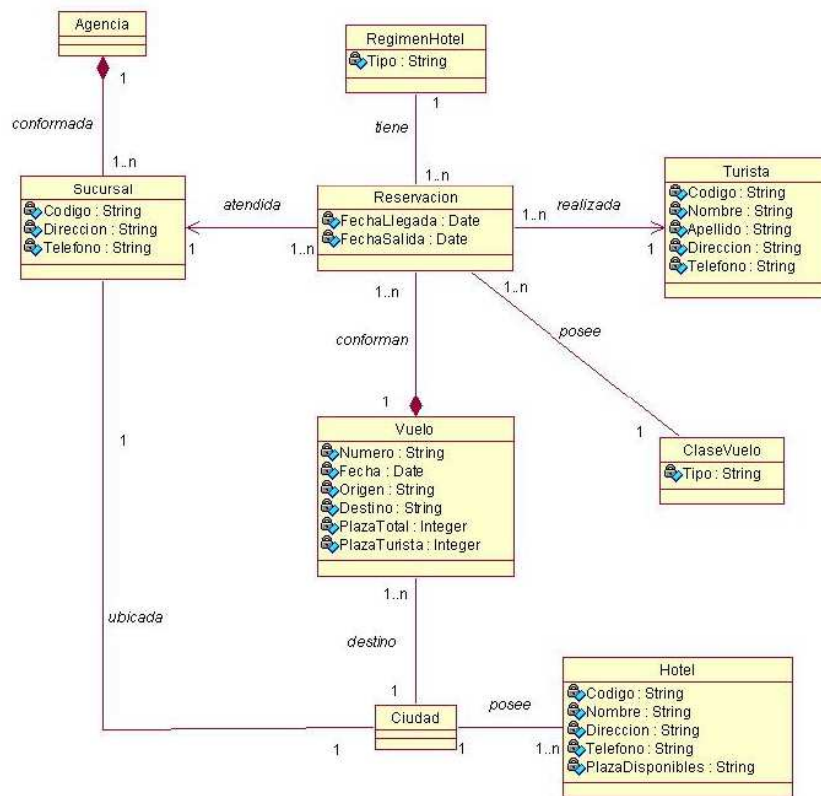 Agencia
1
conformada
1..n
RegimenHotel
Tipo : String
1
tiene
1..n
Sucursal
Codigo : String
Direccion : String
Telefono : String
atendida
1
1..n
Reservacion
FechaLlegada : Date
FechaSalida : Date
1..n
realizada
1
Turista
Codigo : String
Nombre : String
Apellido : String
Direccion : String
Telefono : String
1..n
conforman
1
1..n
posee
1
ClaseVuelo
Tipo : String
Vuelo
Numero : String
Fecha : Date
Origen : String
Destino : String
PlazaTotal : Integer
PlazaTurista : Integer
1
ubicada
1
1..n
destino
1
Ciudad
1
posee
1..n
Hotel
Codigo : String
Nombre : String
Direccion : String
Telefono : String
PlazaDisponibles : String